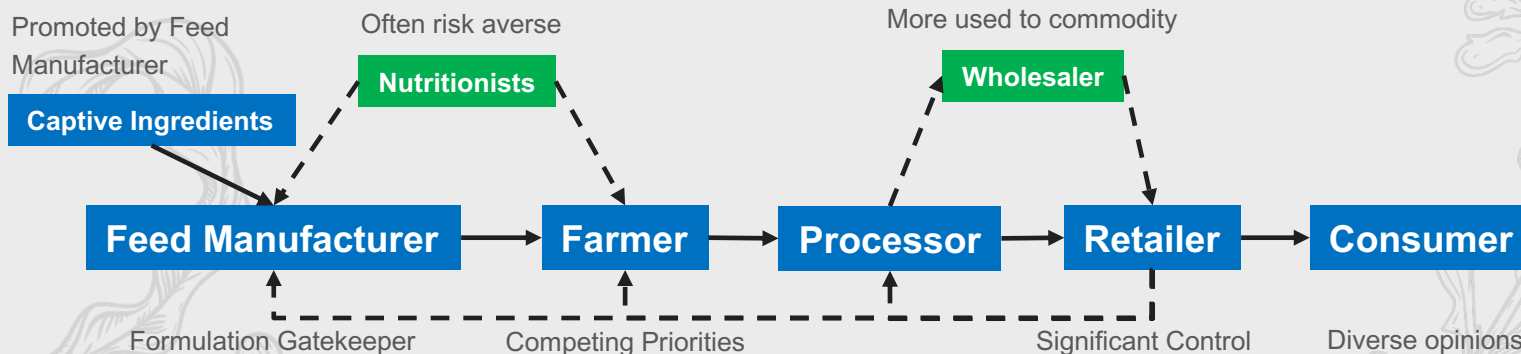 Promoted by Feed
Manufacturer
Often risk averse
More used to commodity
Captive Ingredients
Nutritionists
Wholesaler
Feed Manufacturer
Farmer
Processor
Retailer
Consumer
Formulation Gatekeeper
Competing Priorities
Significant Control
Diverse opinions